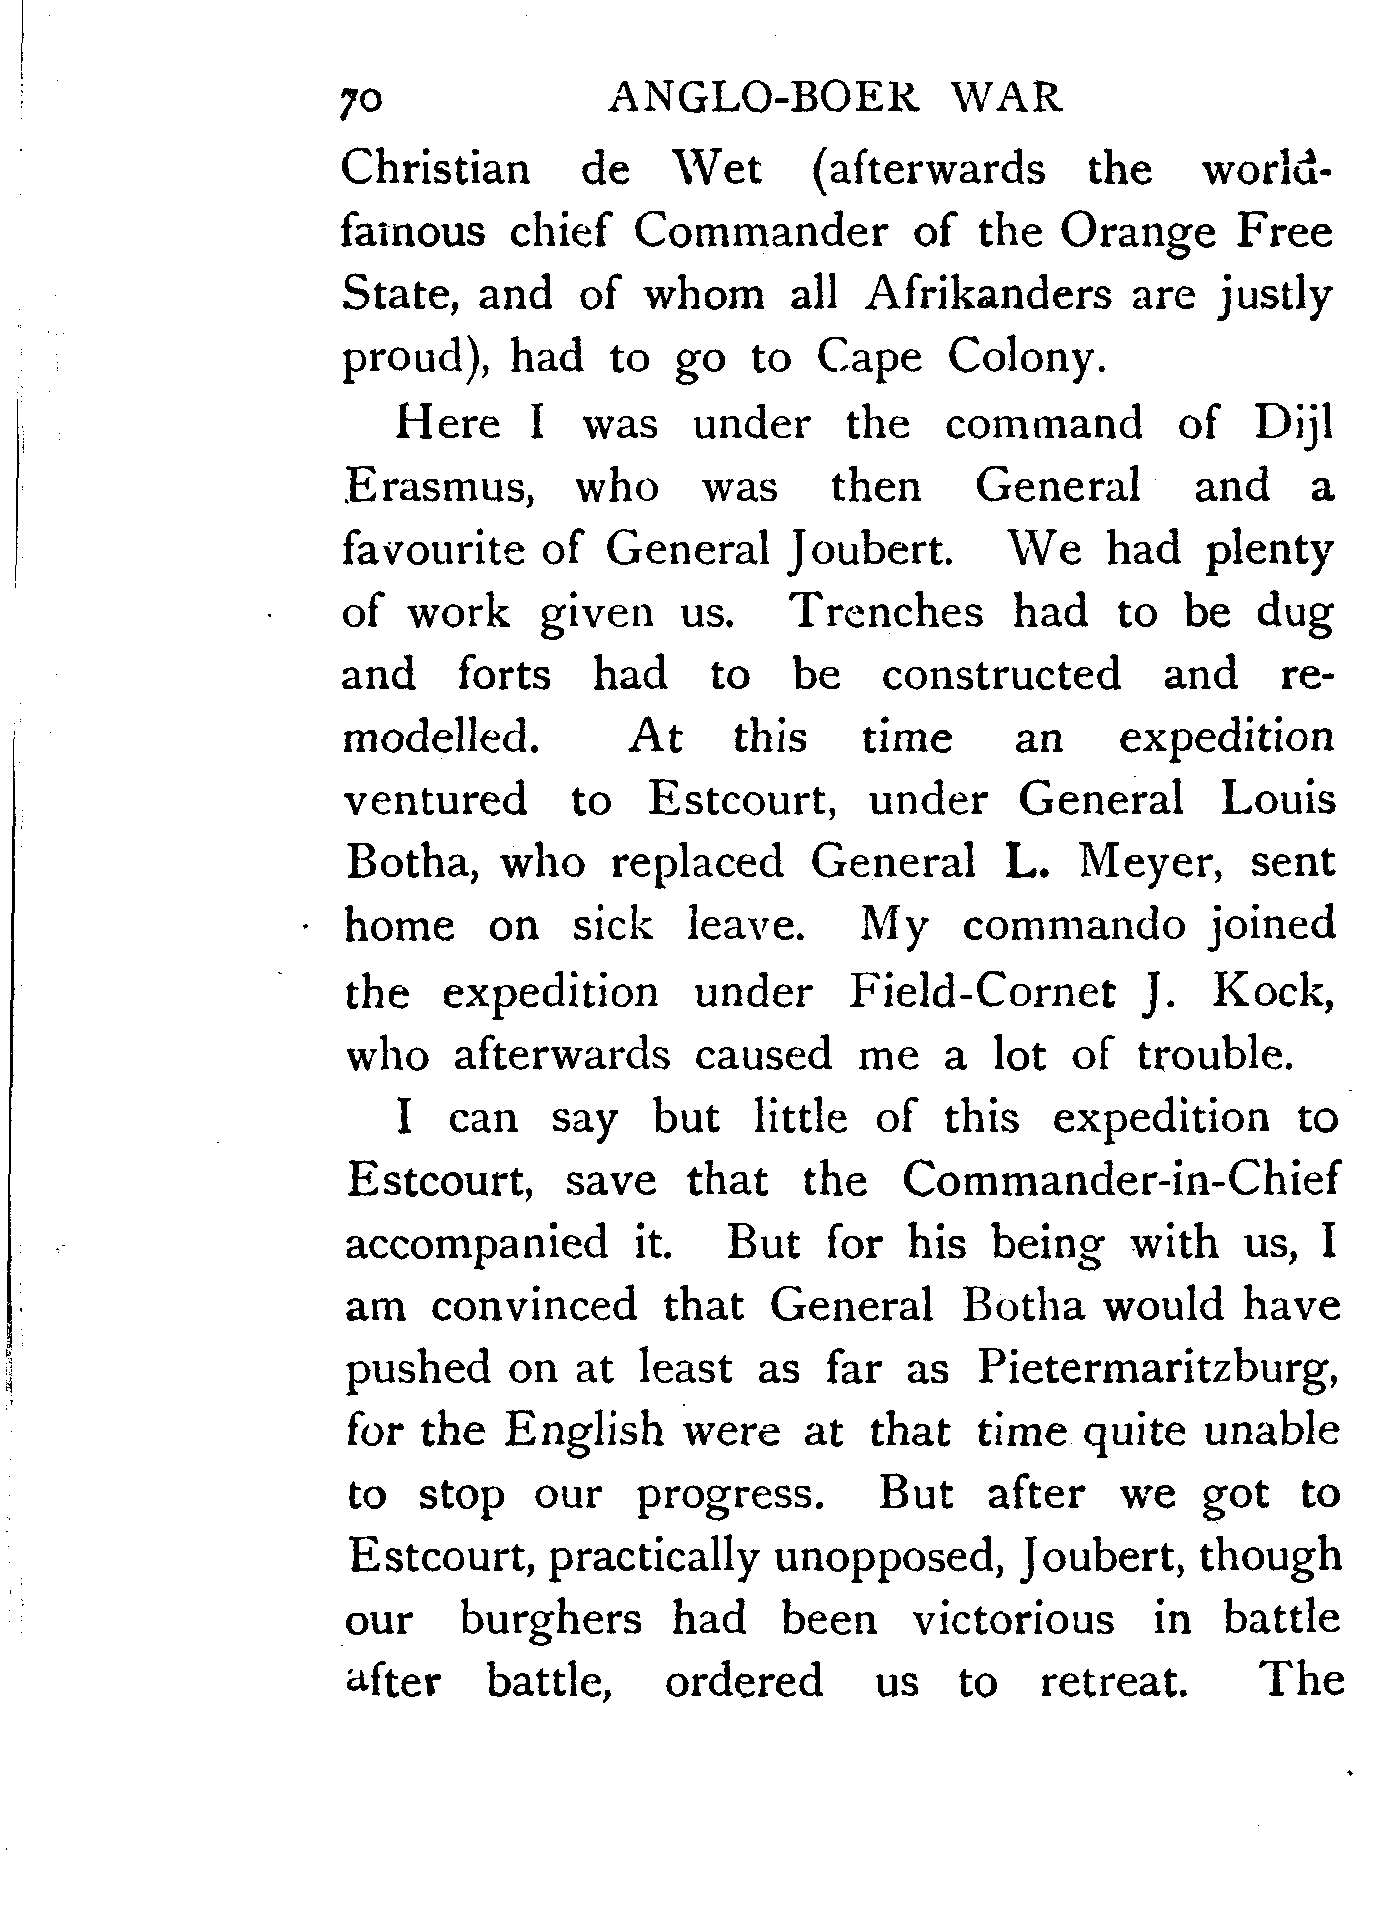 70 ANGLO-BOER WAR
Christian de Wet (afterwards the world-
famous chief Commander of the Orange Free
State, and of whom all Afrikanders are justly
proud), had to go to Cape Colony.
Here I was under the command of Dijl
Erasmus, who was then General and a
favourite of General Joubert. We had plenty
of work given us. Trenches had to be dug
and forts had to be constructed and re-
modelled. At this time an expedition
ventured to Estcourt, under General Louis
Botha, who replaced General L. Meyer, sent
home on sick leave. My commando joined
the expedition under Field-Cornet J. Kock,
who afterwards caused me a lot of trouble.
I can say but little of this expedition to
Estcourt, save that the Commander-in-Chief
accompanied it. But for his being with us, I
am convinced that General Botha would have
pushed on at least as far as Pietermaritzburg,
for the English were at that time quite unable
to stop our progress. But after we got to
Estcourt, practically unopposed, Joubert, though
our burghers had been victorious in battle
after battle, ordered us to retreat. The